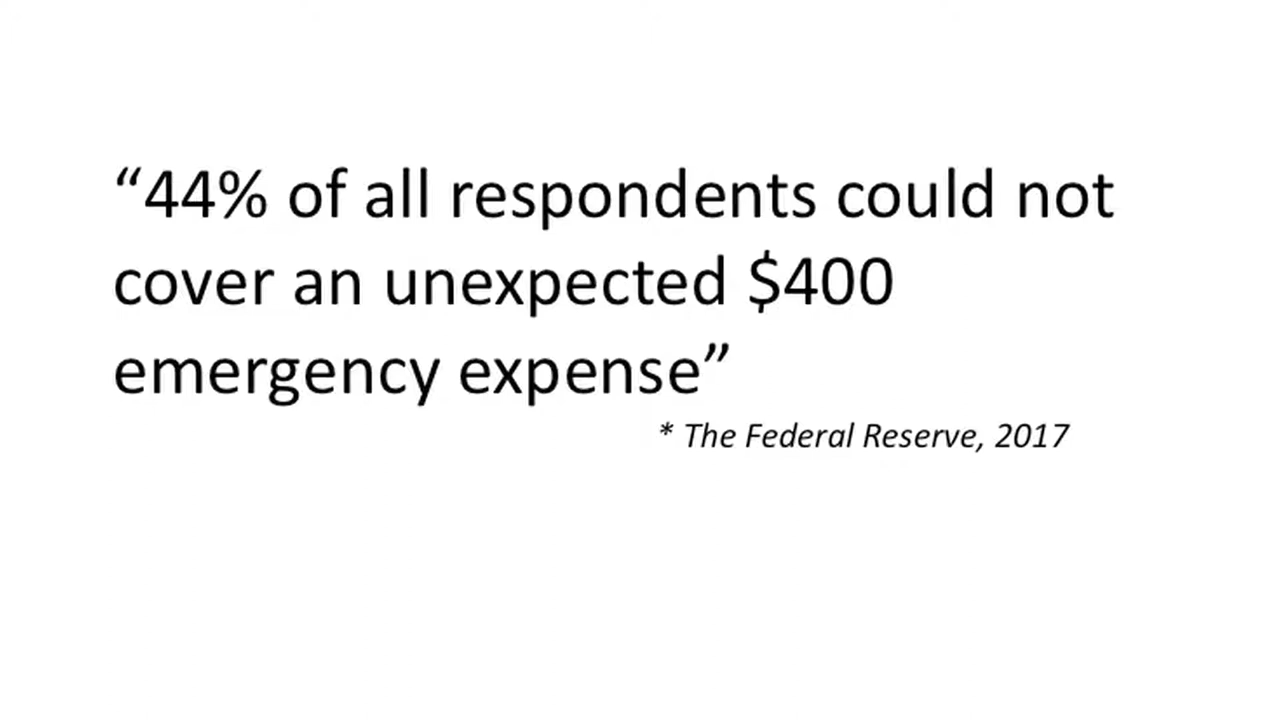 “44% of all respondents could not
cover an unexpected $400
emergency expense”
* The Federal Reserve, 2017